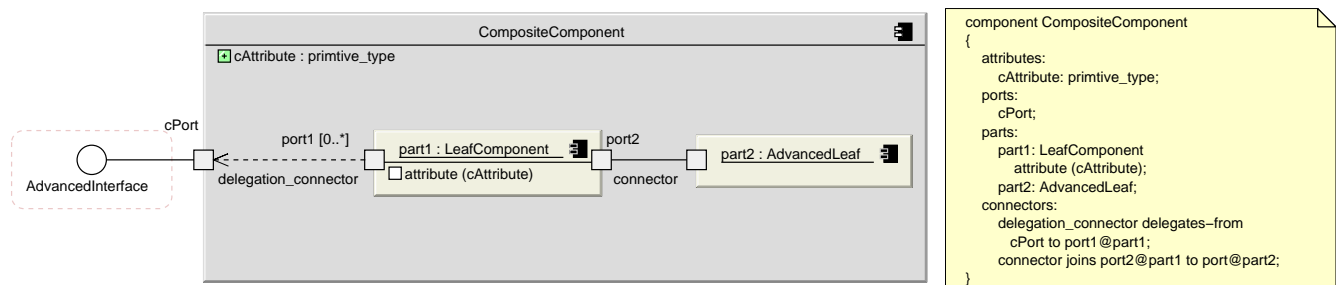 CompositeComponent
+ cAttribute : primtive_type
cPort
AdvancedInterface
port1 [0..*]
delegation_connector
part1 : LeafComponent
attribute (cAttribute)
port2
connector
part2 : AdvancedLeaf
component CompositeComponent
{
attributes:
cAttribute: primtive_type;
ports:
cPort;
parts:
part1: LeafComponent
attribute (cAttribute);
part2: AdvancedLeaf;
connectors:
delegation_connector delegates−from
cPort to port1@part1;
connector joins port2@part1 to port@part2;
}